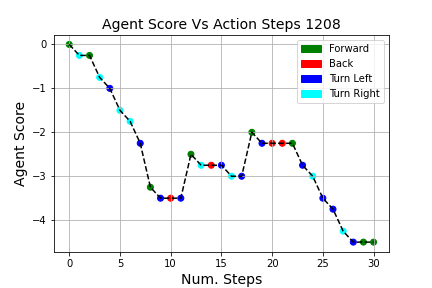 Agent Score Vs Action Steps 1208
Forward
Back
Turn Left
Turn Right
Agent Score
0
−1
−2
−3
−4
0 5 10 15 20 25 30
Num. Steps